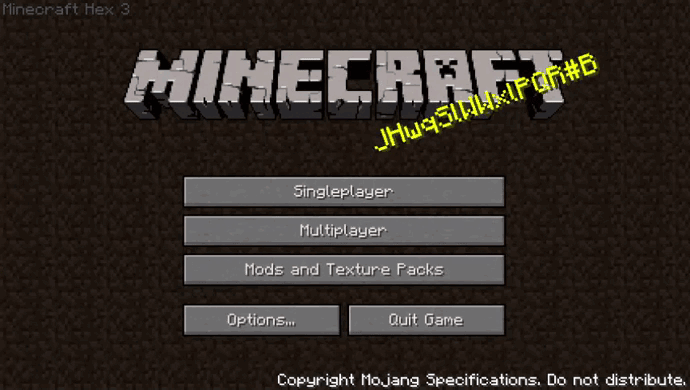 Minecraft Hex 3
MINECRAFT
Singleplayer
Multiplayer
Mods and Texture Packs
Options...
Quit Game
Copyright Mojang Specifications. Do not distribute.